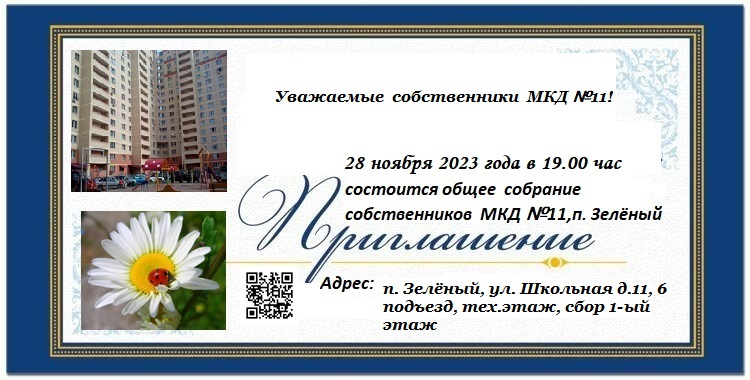 Уважаемые собственники МКД №11!
28 ноября 2023 года в 19.00 час
состоится общее собрание
собственников МКД №11,п. Зелёный
Приглашение
Адрес: п. Зелёный, ул. Школьная д.11, 6
подъезд, тех.этаж, сбор 1-ый
этаж